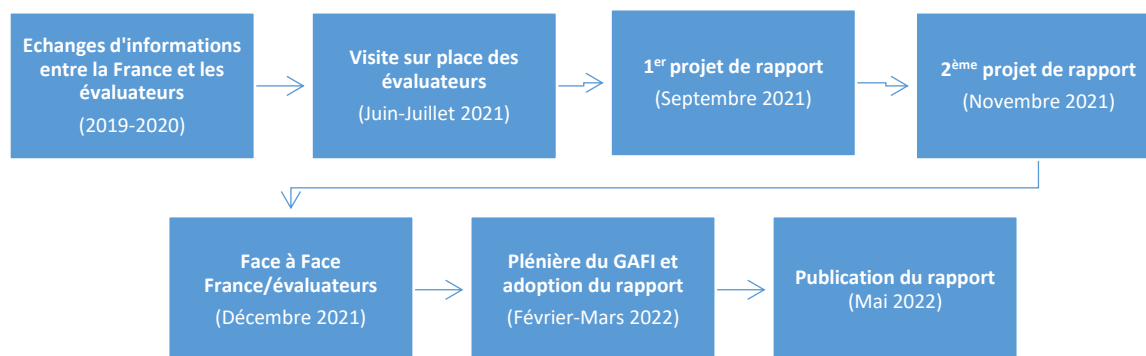 Echanges d'informations
entre la France et les
évaluateurs
(2019-2020)
Visite sur place des
évaluateurs
(Juin-Juillet 2021)
1er projet de rapport
(Septembre 2021)
2ème projet de rapport
(Novembre 2021)
Face à Face
France/évaluateurs
(Décembre 2021)
Plénière du GAFI et
adoption du rapport
(Février-Mars 2022)
Publication du rapport
(Mai 2022)